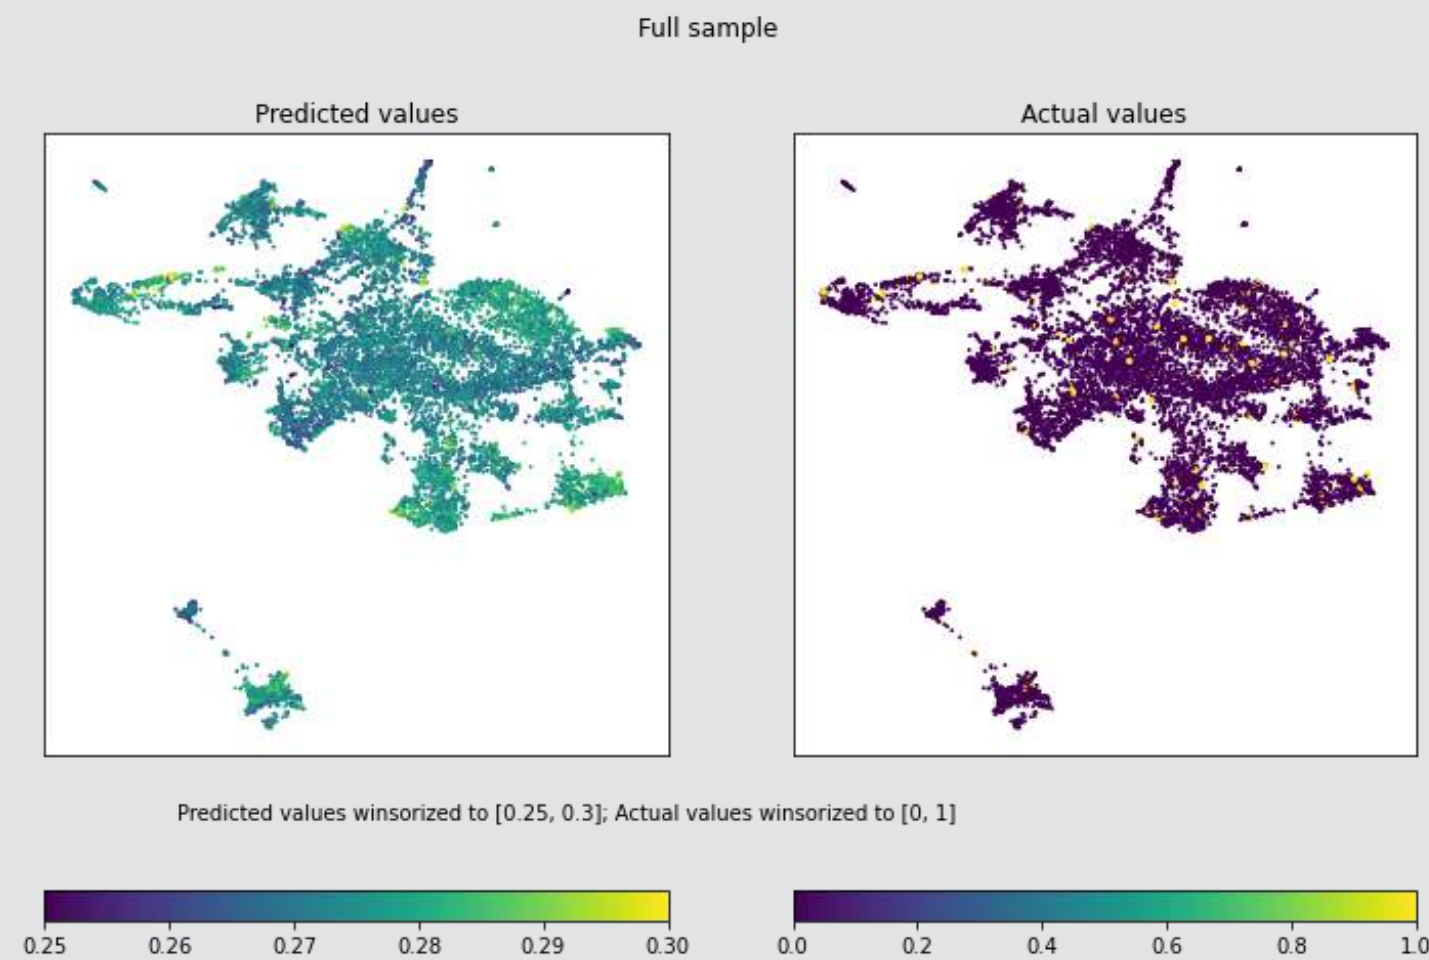 Full sample
Predicted values
Actual values
Predicted values winsorized to [0.25, 0.3]; Actual values winsorized to [0, 1]
0.25 0.26 0.27 0.28 0.29 0.30
0.0 0.2 0.4 0.6 0.8 1.0